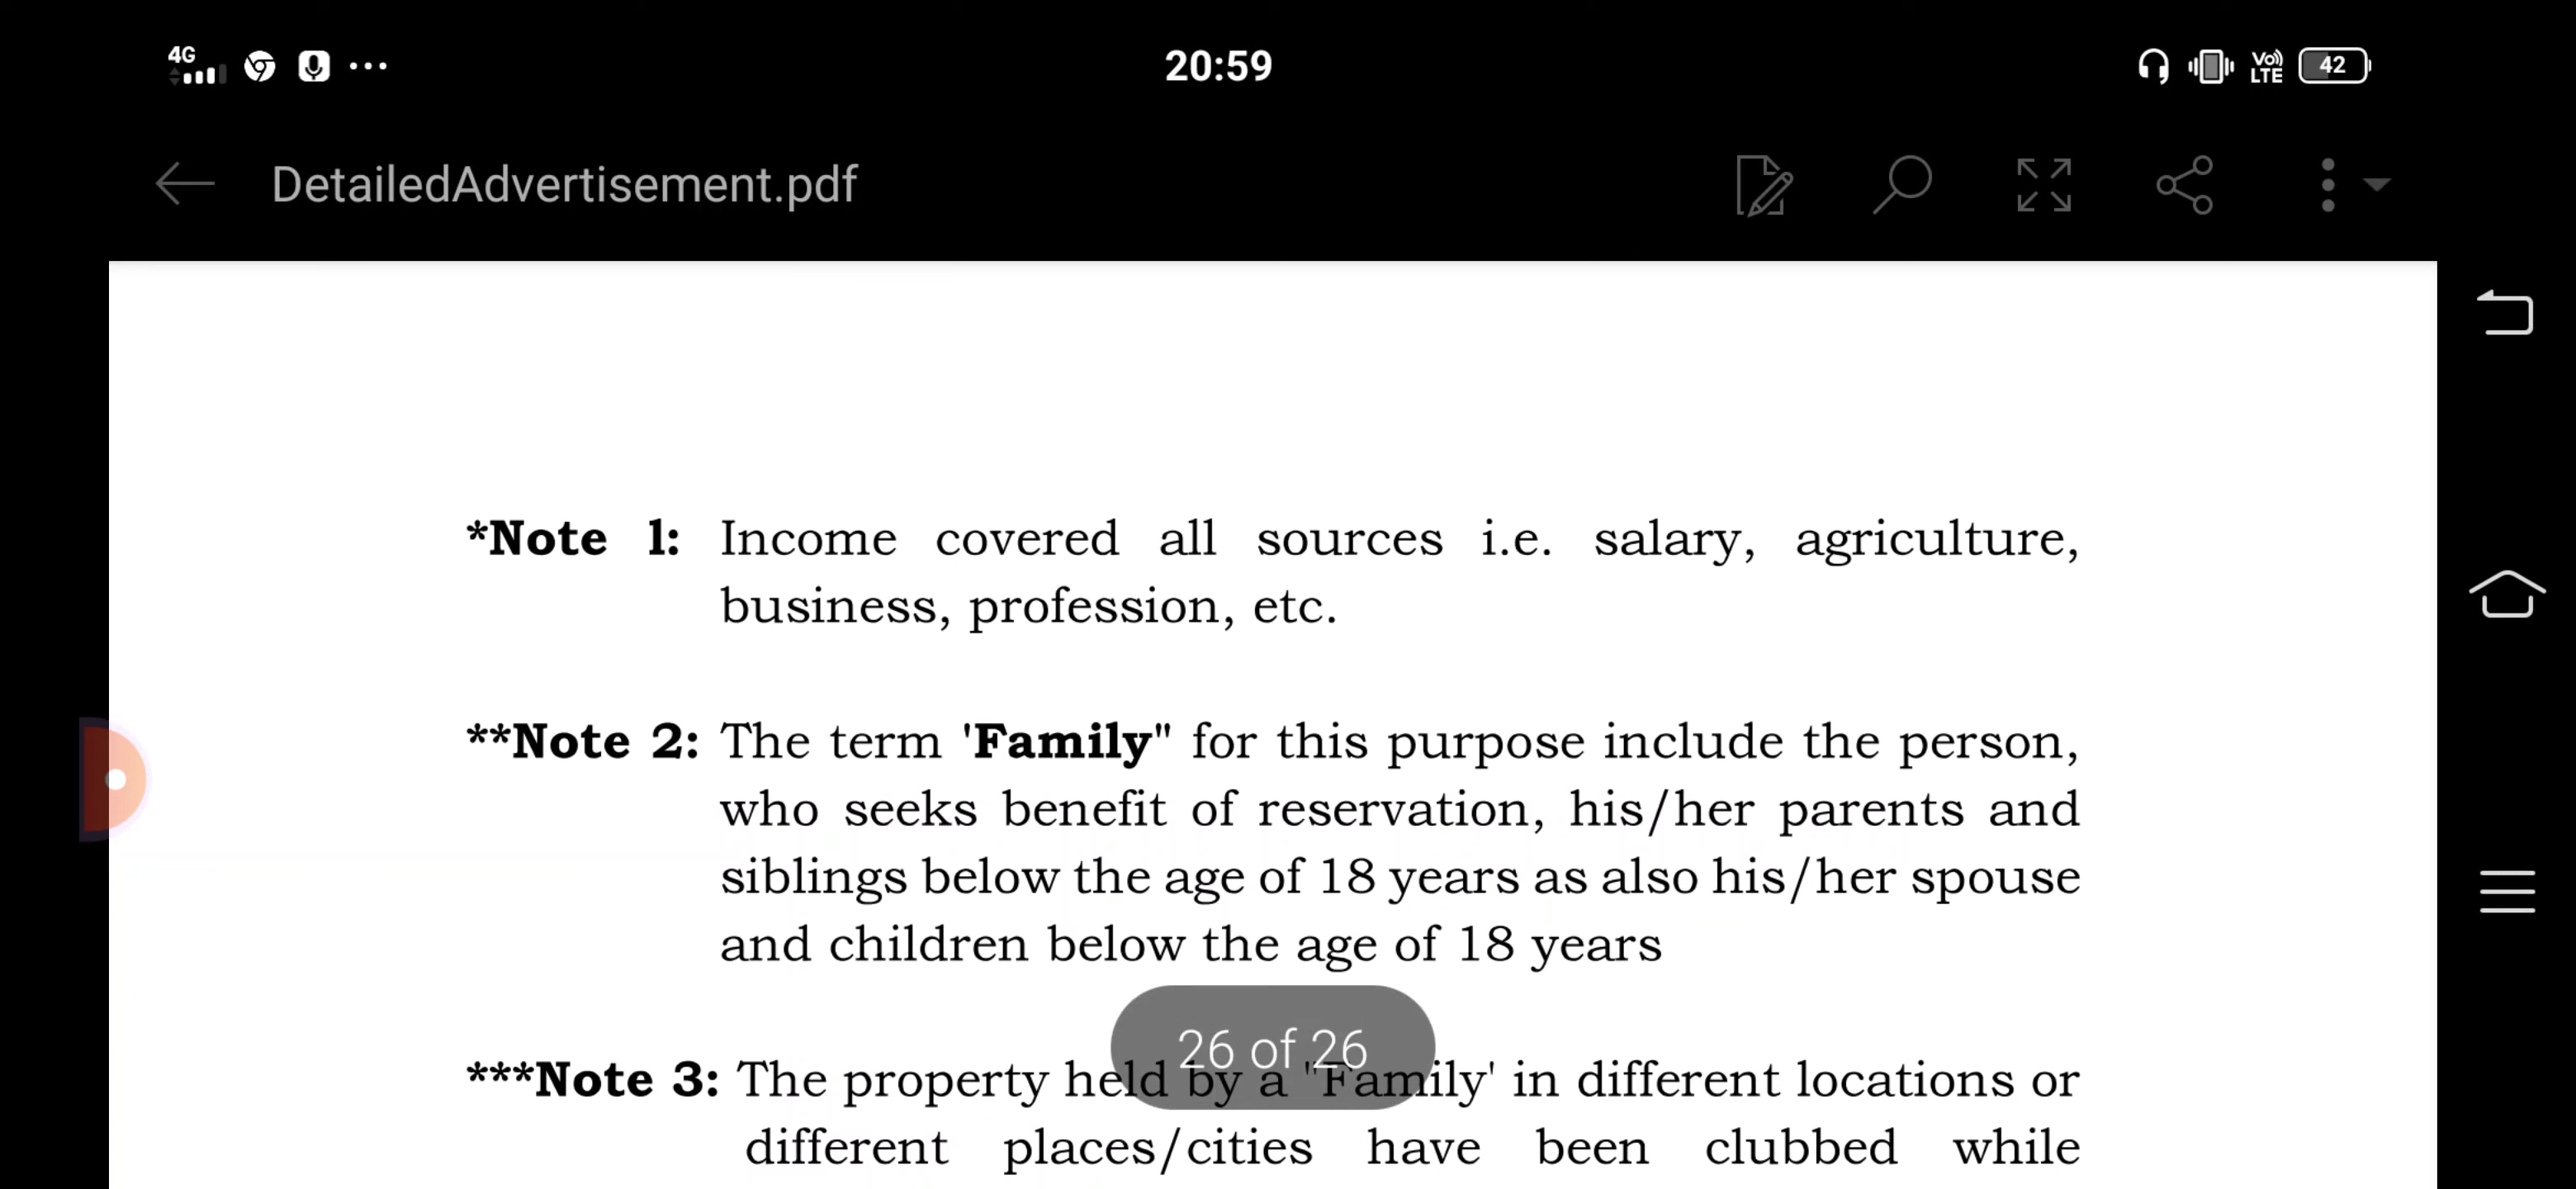 4G 20:59 Vo)) LTE 42
DetailedAdvertisement.pdf
*Note 1: Income covered all sources i.e. salary, agriculture,
business, profession, etc.
**Note 2: The term 'Family" for this purpose include the person,
who seeks benefit of reservation, his/her parents and
siblings below the age of 18 years as also his/her spouse
and children below the age of 18 years
26 of 26
***Note 3: The property held by a "Family' in different locations or
different places/cities have been clubbed while